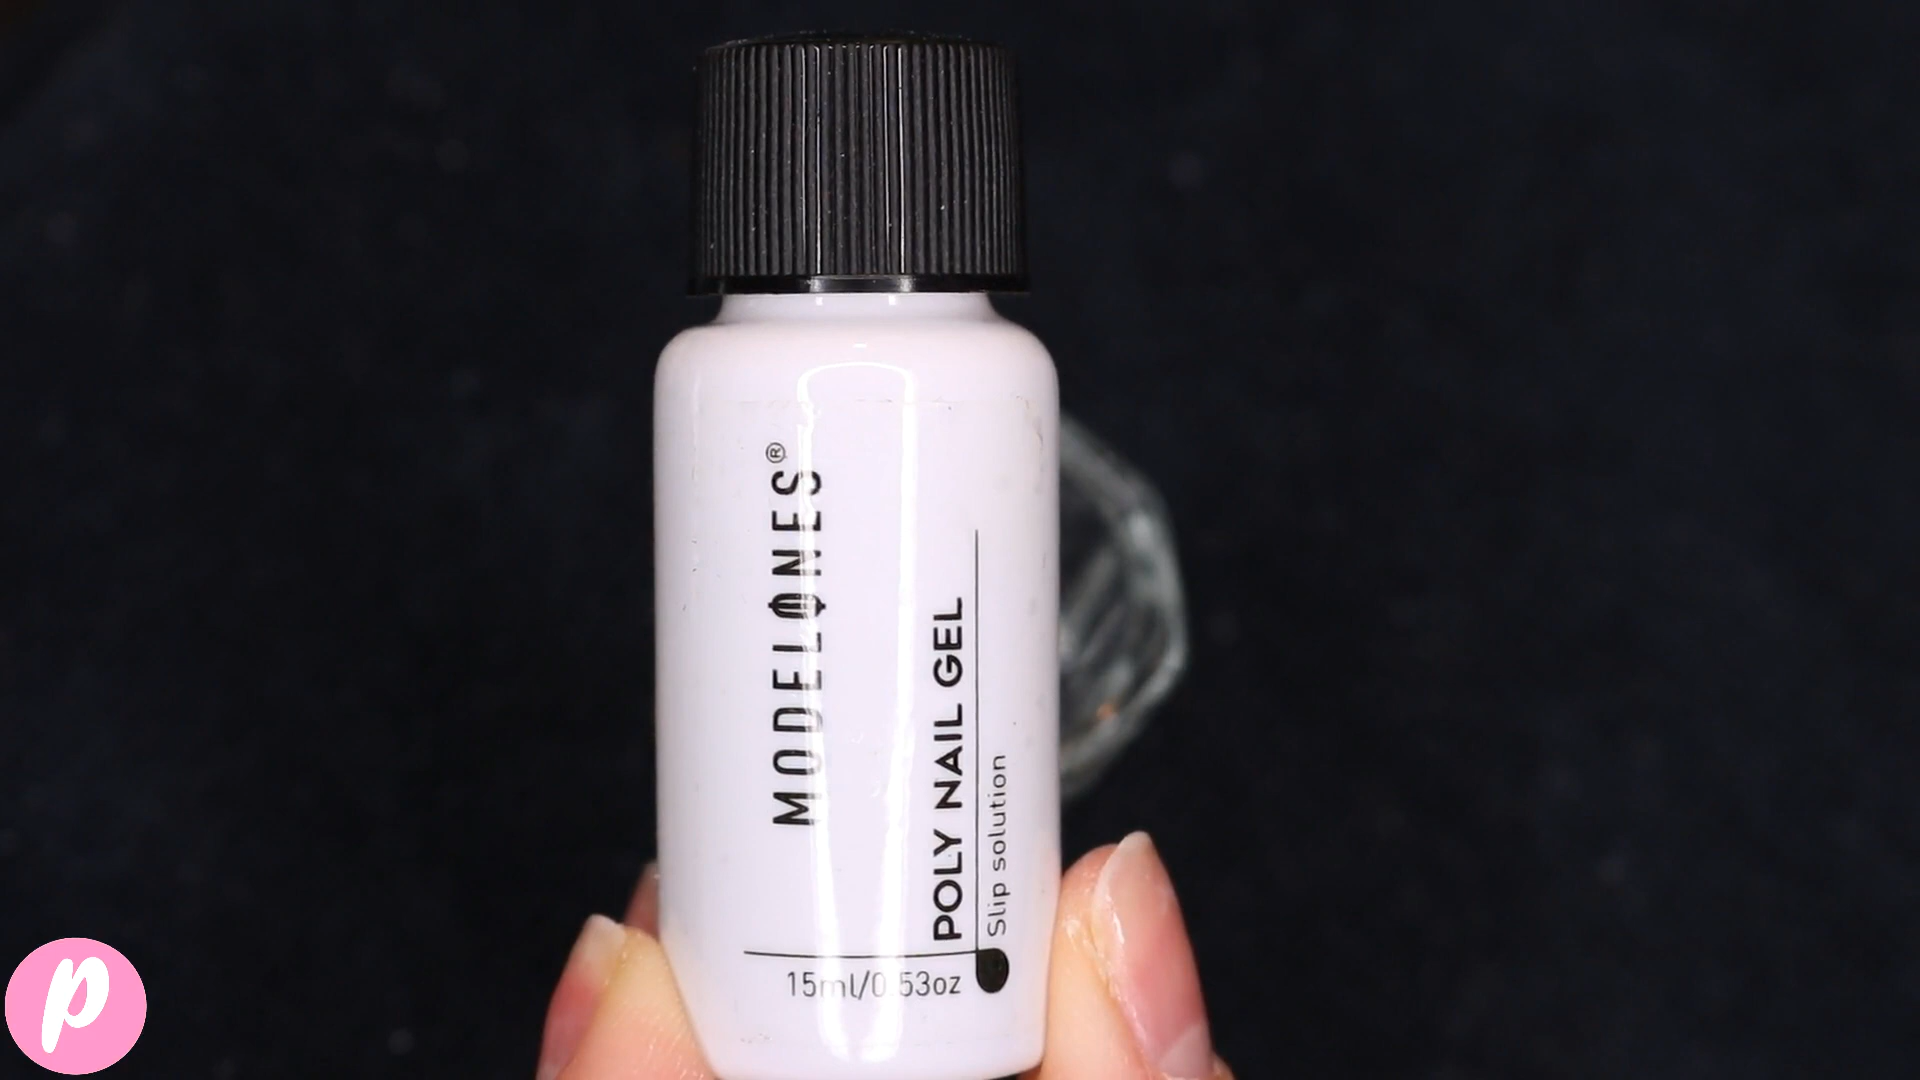 MODELONES®
POLY NAIL GEL
Slip solution
15ml/0.53oz
p